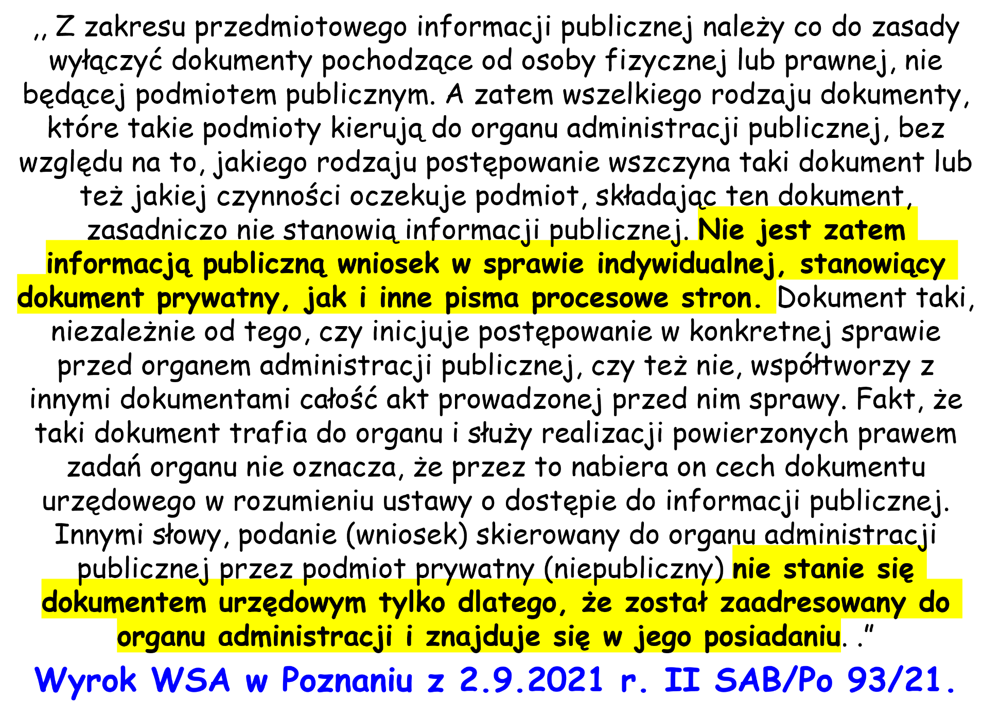 ,, Z zakresu przedmiotowego informacji publicznej należy co do zasady
wyłączyć dokumenty pochodzące od osoby fizycznej lub prawnej, nie
będącej podmiotem publicznym. A zatem wszelkiego rodzaju dokumenty,
które takie podmioty kierują do organu administracji publicznej, bez
względu na to, jakiego rodzaju postępowanie wszczyna taki dokument lub
też jakiej czynności oczekuje podmiot, składając ten dokument,
zasadniczo nie stanowią informacji publicznej. Nie jest zatem
informacją publiczną wniosek w sprawie indywidualnej, stanowiący
dokument prywatny, jak i inne pisma procesowe stron. Dokument taki,
niezależnie od tego, czy inicjuje postępowanie w konkretnej sprawie
przed organem administracji publicznej, czy też nie, współtworzy z
innymi dokumentami całość akt prowadzonej przed nim sprawy. Fakt, że
taki dokument trafia do organu i służy realizacji powierzonych prawem
zadań organu nie oznacza, że przez to nabiera on cech dokumentu
urzędowego w rozumieniu ustawy o dostępie do informacji publicznej.
Innymi słowy, podanie (wniosek) skierowany do organu administracji
publicznej przez podmiot prywatny (niepubliczny) nie stanie się
dokumentem urzędowym tylko dlatego, że został zaadresowany do
organu administracji i znajduje się w jego posiadaniu. ."
Wyrok WSA w Poznaniu z 2.9.2021 r. II SAB/Po 93/21.